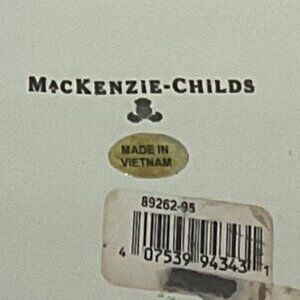 MACKENZIE-CHILDS
MADE IN
VIETNAM
89262-95
4 07539 94343 1